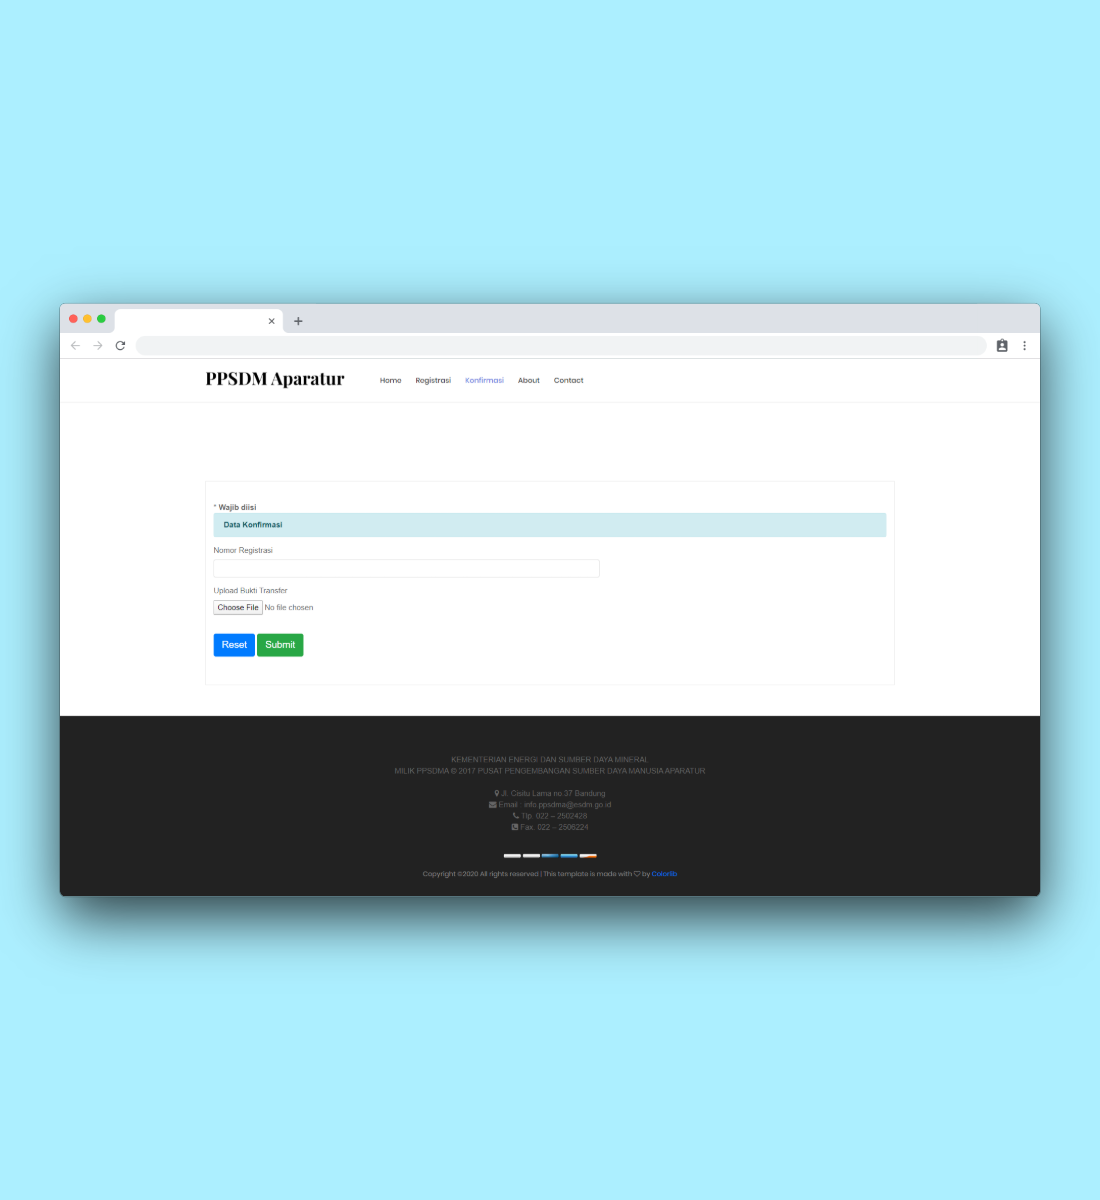 PPSDM Aparatur
Home Registrasi Konfirmasi About Contact
* Wajib diisi
Data Konfirmasi
Nomor Registrasi
Upload Bukti Transfer
Choose File No file chosen
Reset Submit
KEMENTERIAN ENERGI DAN SUMBER DAYA MINERAL
MILIK PPSDMA © 2017 PUSAT PENGEMBANGAN SUMBER DAYA MANUSIA APARATUR
Jl. Cisitu Lama no.37 Bandung
Email : info.ppsdma@esdm.go.id
Tlp. 022 – 2502428
Fax. 022 – 2506224
Copyright ©2020 All rights reserved | This template is made with by Colorlib